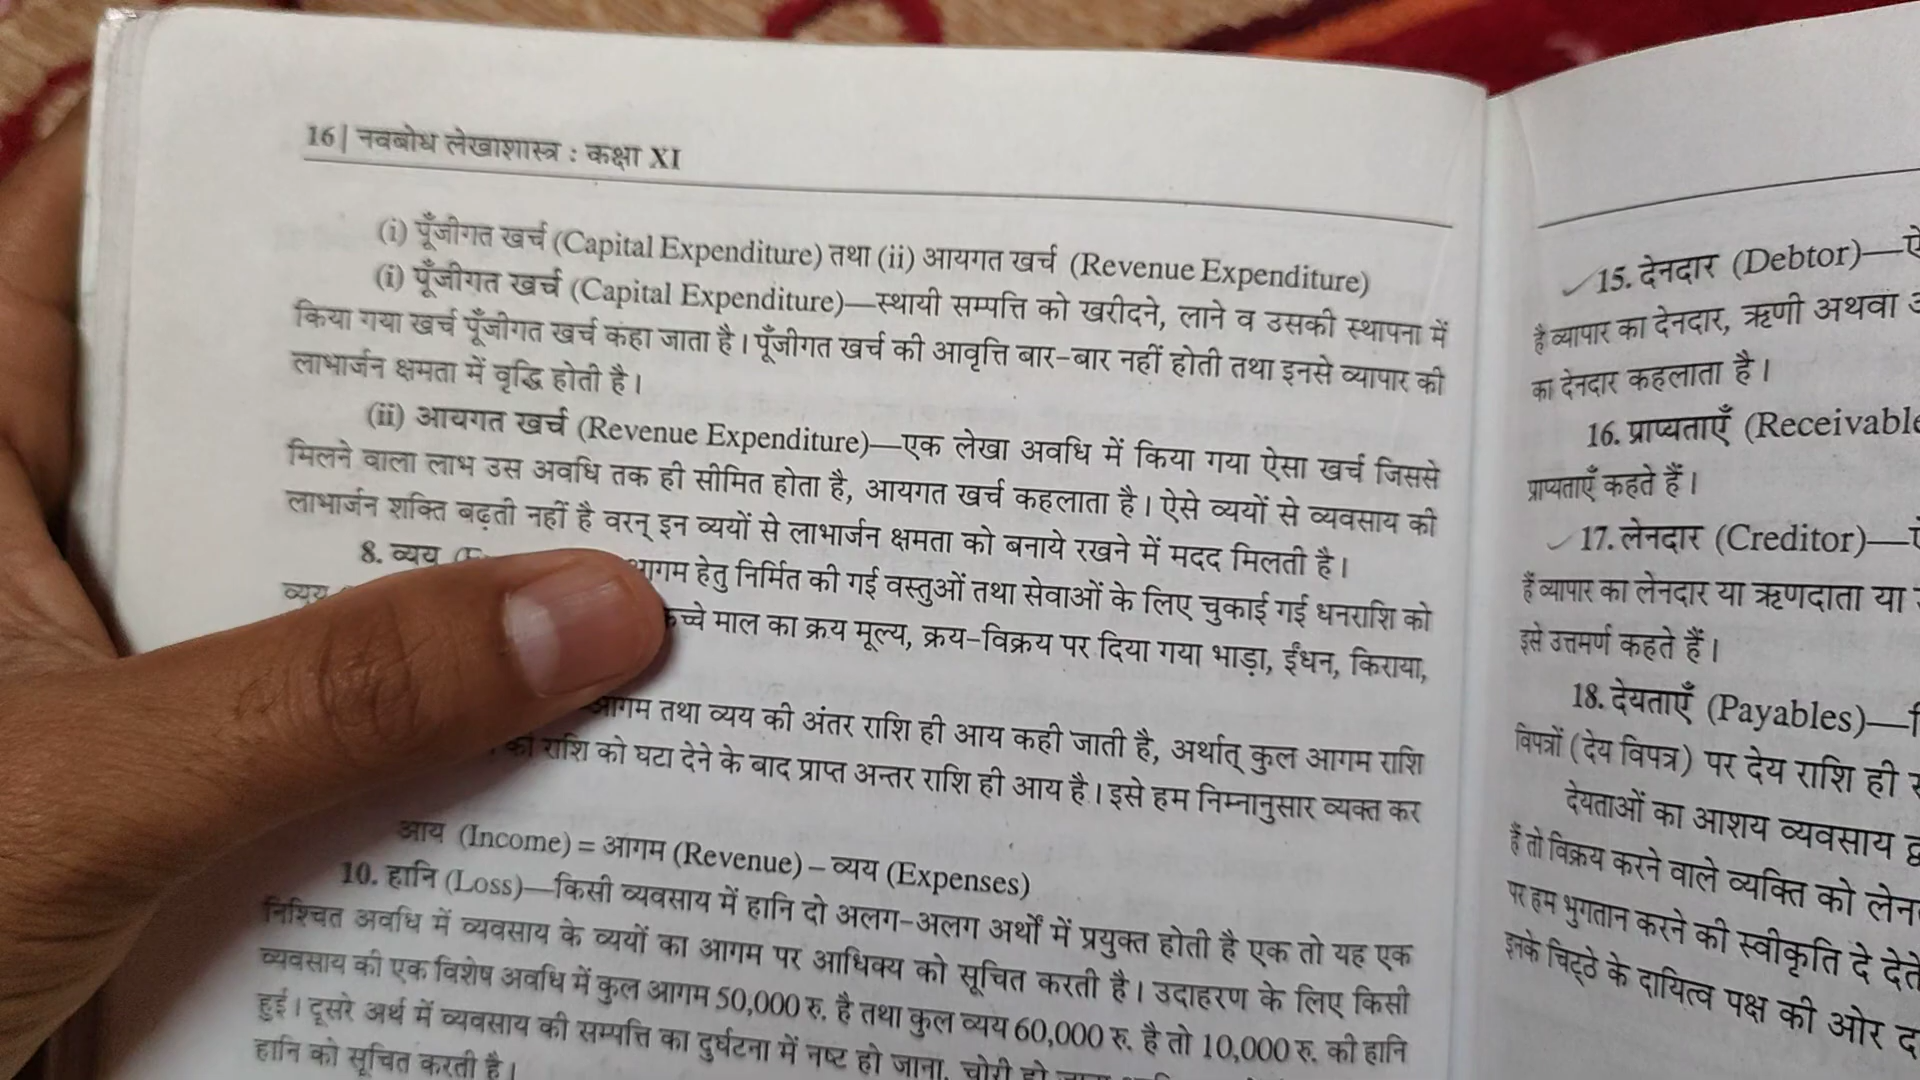 16| नवबोध लेखाशास्त्र : कक्षा XI
(i) पूँजीगत खर्च (Capital Expenditure) तथा (ii) आयगत खर्च (Revenue Expenditure)
(i) पूँजीगत खर्च (Capital Expenditure)—स्थायी सम्पत्ति को खरीदने, लाने व उसकी स्थापना में
किया गया खर्च पूँजीगत खर्च कहा जाता है। पूँजीगत खर्च की आवृत्ति बार-बार नहीं होती तथा इनसे व्यापार की
लाभार्जन क्षमता में वृद्धि होती है।
(ii) आयगत खर्च (Revenue Expenditure)—एक लेखा अवधि में किया गया ऐसा खर्च जिससे
मिलने वाला लाभ उस अवधि तक ही सीमित होता है, आयगत खर्च कहलाता है। ऐसे व्ययों से व्यवसाय की
लाभार्जन शक्ति बढ़ती नहीं है वरन् इन व्ययों से लाभार्जन क्षमता को बनाये रखने में मदद मिलती है।
8. व्यय आगम हेतु निर्मित की गई वस्तुओं तथा सेवाओं के लिए चुकाई गई धनराशि को
व्यय कच्चे माल का क्रय मूल्य, क्रय-विक्रय पर दिया गया भाड़ा, ईंधन, किराया,
आगम तथा व्यय की अंतर राशि ही आय कही जाती है, अर्थात् कुल आगम राशि
की राशि को घटा देने के बाद प्राप्त अन्तर राशि ही आय है। इसे हम निम्नानुसार व्यक्त कर
आय (Income) = आगम (Revenue) – व्यय (Expenses)
10. हानि (Loss)—किसी व्यवसाय में हानि दो अलग-अलग अर्थों में प्रयुक्त होती है एक तो यह एक
निश्चित अवधि में व्यवसाय के व्ययों का आगम पर आधिक्य को सूचित करती है। उदाहरण के लिए किसी
व्यवसाय की एक विशेष अवधि में कुल आगम 50,000 रु. है तथा कुल व्यय 60,000 रु. है तो 10,000 रु. की हानि
हुई। दूसरे अर्थ में व्यवसाय की सम्पत्ति का दुर्घटना में नष्ट हो जाना, चोरी हो
हानि को सूचित करती है।
15. देनदार (Debtor)—
है व्यापार का देनदार, ऋणी अथवा
का देनदार कहलाता है।
16. प्राप्यताएँ (Receivable
प्राप्यताएँ कहते हैं।
17. लेनदार (Creditor)—
हैं व्यापार का लेनदार या ऋणदाता या
इसे उत्तमर्ण कहते हैं।
18. देयताएँ (Payables)—
विपत्रों (देय विपत्र) पर देय राशि ही
देयताओं का आशय व्यवसाय
हैं तो विक्रय करने वाले व्यक्ति को
पर हम भुगतान करने की स्वीकृति दे देते
इनके चिट्ठे के दायित्व पक्ष की ओर